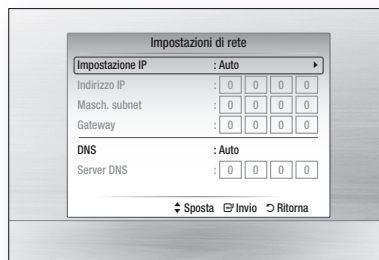 Impostazioni di rete
Impostazione IP : Auto
Indirizzo IP : 0 0 0 0
Masch. subnet : 0 0 0 0
Gateway : 0 0 0 0
DNS : Auto
Server DNS : 0 0 0 0
Sposta Invio Ritorna